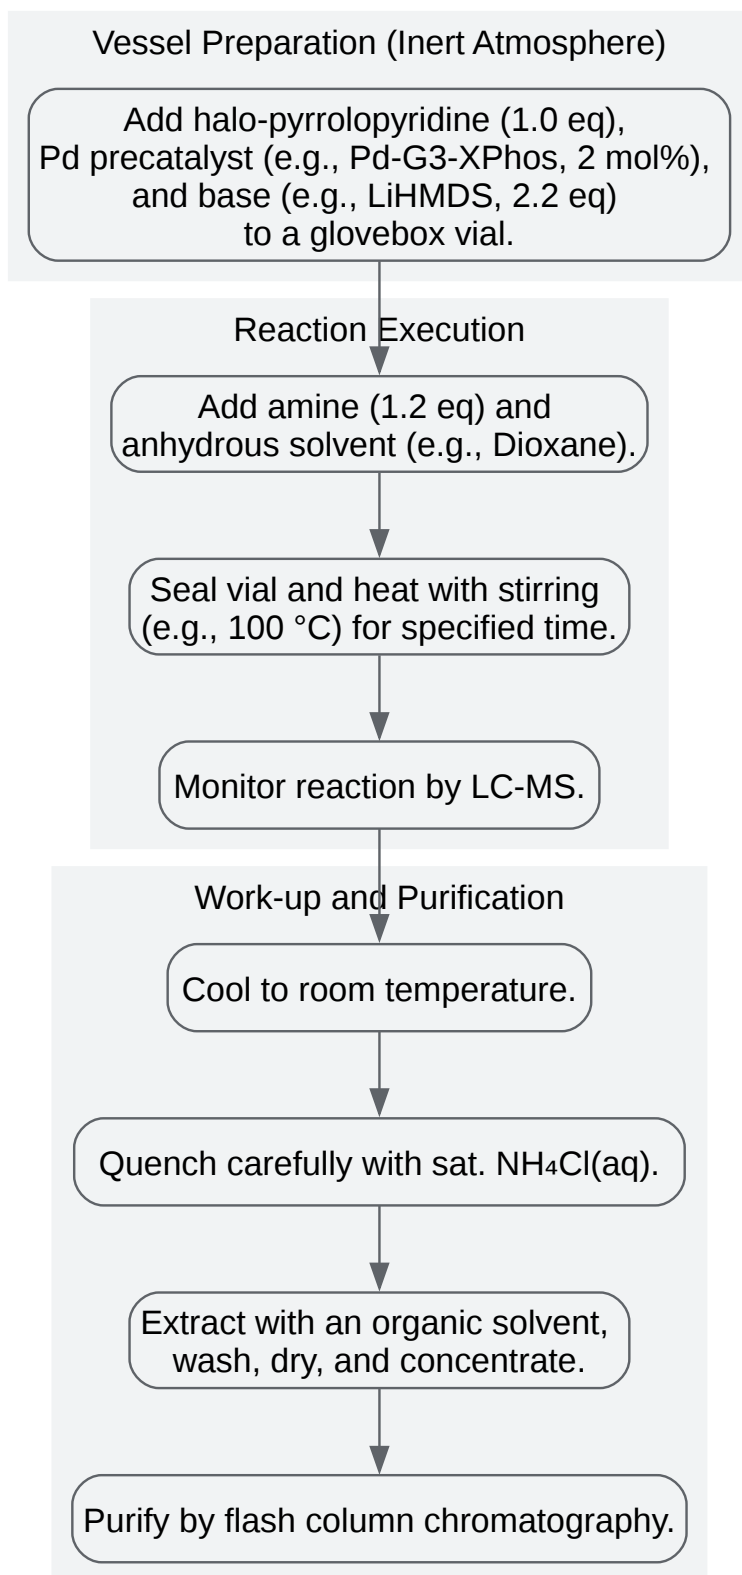 Vessel Preparation (Inert Atmosphere)
Add halo-pyrrolopyridine (1.0 eq),
Pd precatalyst (e.g., Pd-G3-XPhos, 2 mol%),
and base (e.g., LiHMDS, 2.2 eq)
to a glovebox vial.
Reaction Execution
Add amine (1.2 eq) and
anhydrous solvent (e.g., Dioxane).
Seal vial and heat with stirring
(e.g., 100 °C) for specified time.
Monitor reaction by LC-MS.
Work-up and Purification
Cool to room temperature.
Quench carefully with sat. NH₄Cl(aq).
Extract with an organic solvent,
wash, dry, and concentrate.
Purify by flash column chromatography.